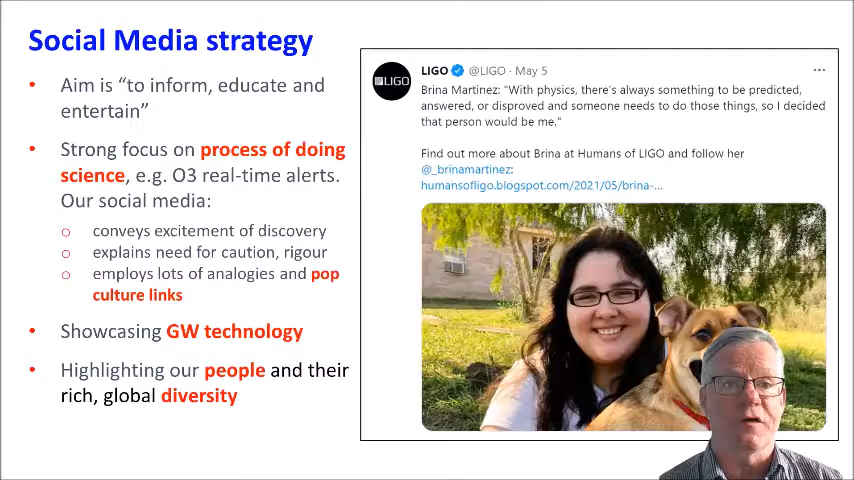 Social Media strategy
• Aim is “to inform, educate and
entertain”
• Strong focus on process of doing
science, e.g. O3 real-time alerts.
Our social media:
o conveys excitement of discovery
o explains need for caution, rigour
o employs lots of analogies and pop
culture links
• Showcasing GW technology
• Highlighting our people and their
rich, global diversity
LIGO
LIGO @LIGO · May 5 ···
Brina Martinez: "With physics, there's always something to be predicted,
answered, or disproved and someone needs to do those things, so I decided
that person would be me."
Find out more about Brina at Humans of LIGO and follow her
@_brinamartinez:
humansofligo.blogspot.com/2021/05/brina-...